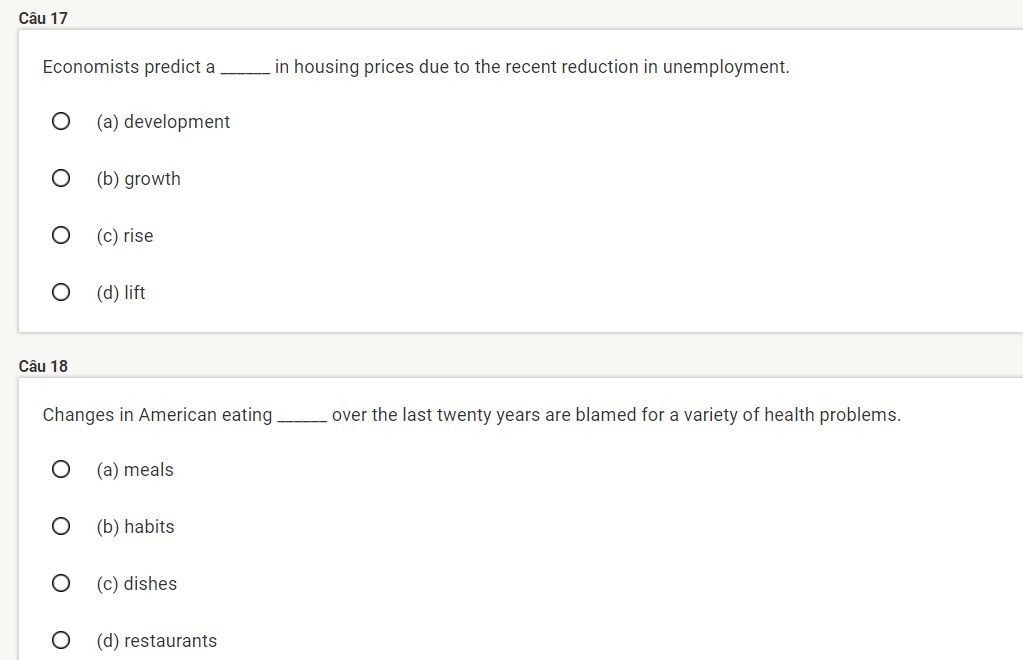 Câu 17
Economists predict a ______ in housing prices due to the recent reduction in unemployment.
(a) development
(b) growth
(c) rise
(d) lift
Câu 18
Changes in American eating ______ over the last twenty years are blamed for a variety of health problems.
(a) meals
(b) habits
(c) dishes
(d) restaurants